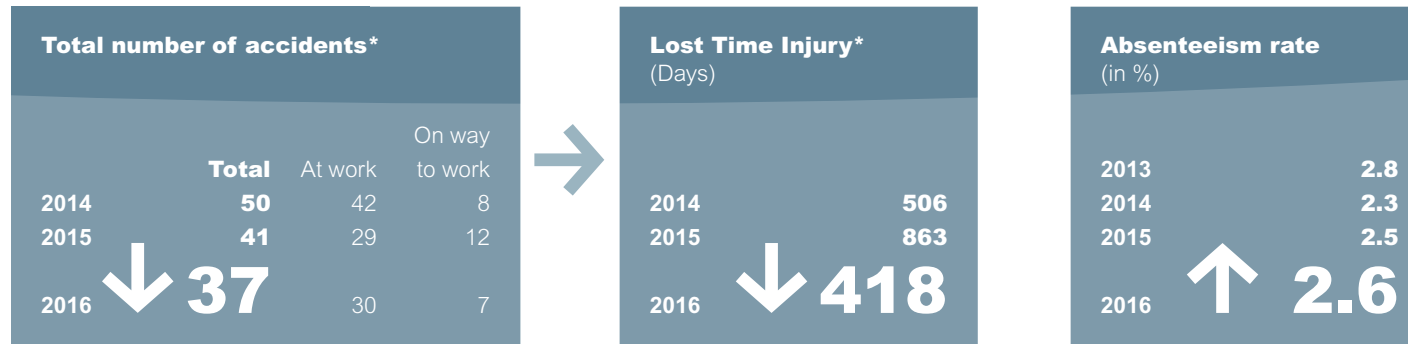 Total number of accidents*
On way
Total At work to work
2014 50 42 8
2015 41 29 12
2016 37 30 7
Lost Time Injury*
(Days)
2014 506
2015 863
2016 418
Absenteeism rate
(in %)
2013 2.8
2014 2.3
2015 2.5
2016 2.6